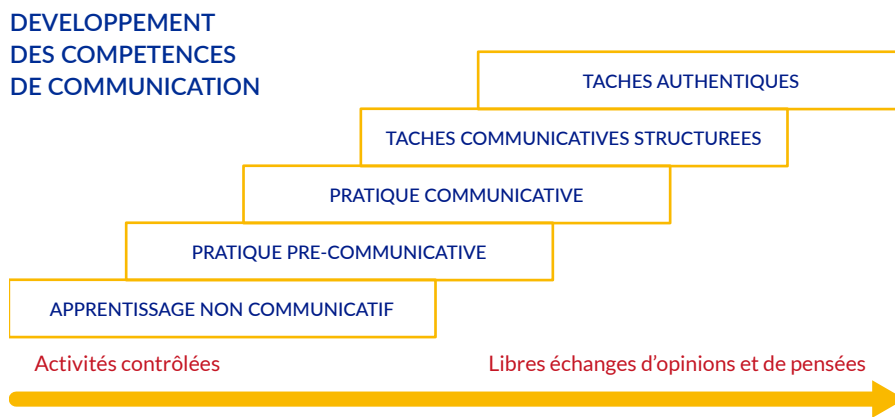 DEVELOPPEMENT
DES COMPETENCES
DE COMMUNICATION
TACHES AUTHENTIQUES
TACHES COMMUNICATIVES STRUCTUREES
PRATIQUE COMMUNICATIVE
PRATIQUE PRE-COMMUNICATIVE
APPRENTISSAGE NON COMMUNICATIF
Activités contrôlées
Libres échanges d’opinions et de pensées